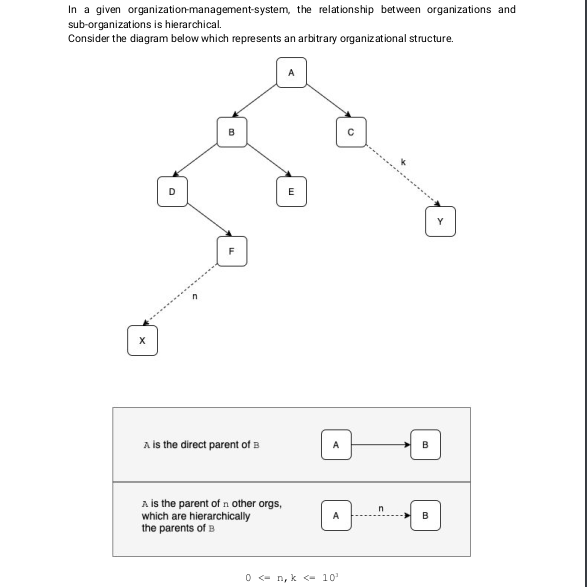 In a given organization-management-system, the relationship between organizations and
sub-organizations is hierarchical.
Consider the diagram below which represents an arbitrary organizational structure.
A
B
C
k
D
E
Y
F
n
X
A is the direct parent of B
A
B
A is the parent of n other orgs,
which are hierarchically
the parents of B
A
n
B
0 <= n,k <= 10³